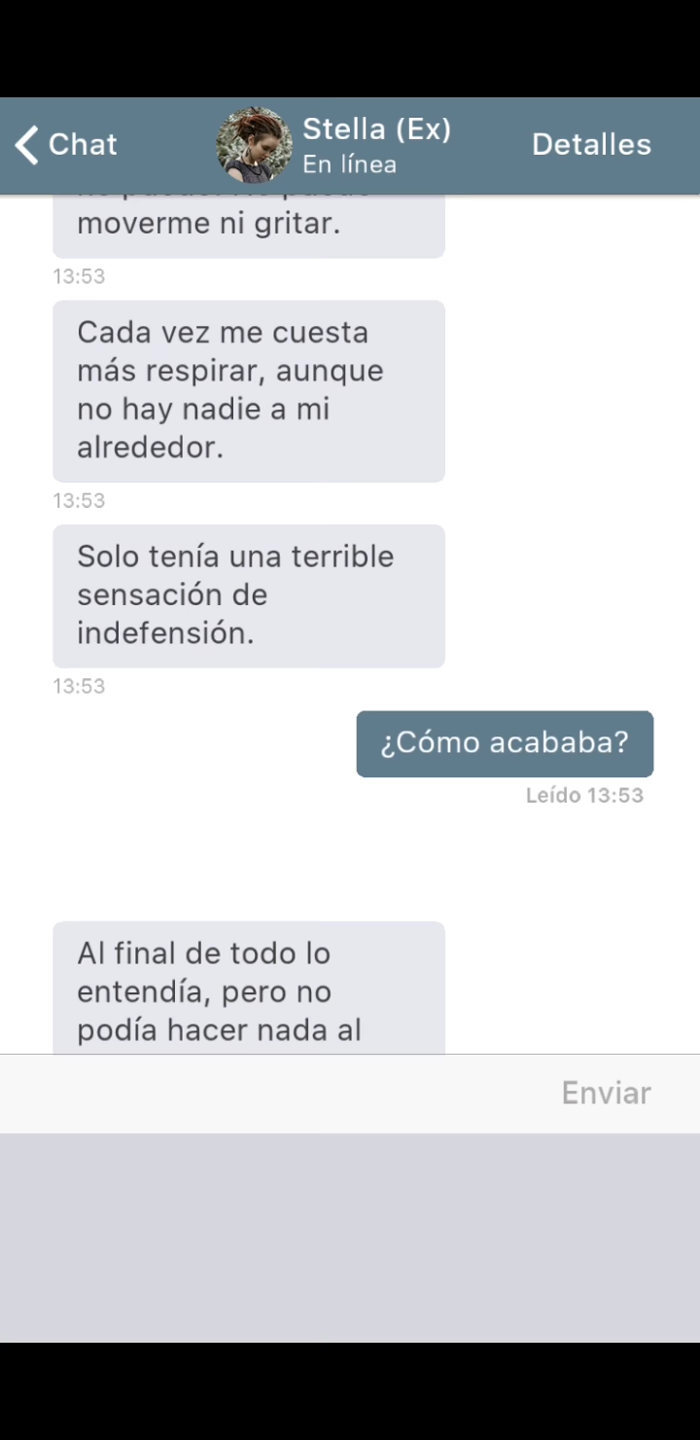 Chat
Stella (Ex)
En línea
Detalles
moverme ni gritar.
13:53
Cada vez me cuesta
más respirar, aunque
no hay nadie a mi
alrededor.
13:53
Solo tenía una terrible
sensación de
indefensión.
13:53
¿Cómo acababa?
Leído 13:53
Al final de todo lo
entendía, pero no
podía hacer nada al
Enviar